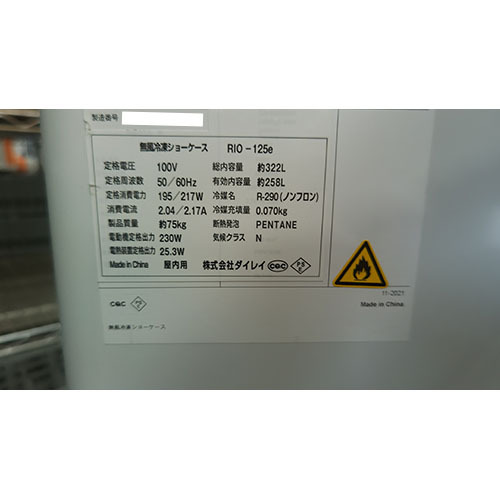 製造番号
無風冷凍ショーケース RIO-125e
定格電圧 100V 総内容積 約322L
定格周波数 50/60Hz 有効内容積 約258L
定格消費電力 195/217W 冷媒名 R-290(ノンフロン)
消費電流 2.04/2.17A 冷媒充填量 0.070kg
製品質量 約75kg 断熱発泡 PENTANE
電動機定格出力 230W 気候クラス N
電熱装置定格出力 25.3W
Made in China 屋内用 株式会社ダイレイ CQC PSE
11-2021
Made in China
CQC PSE
無風冷凍ショーケース